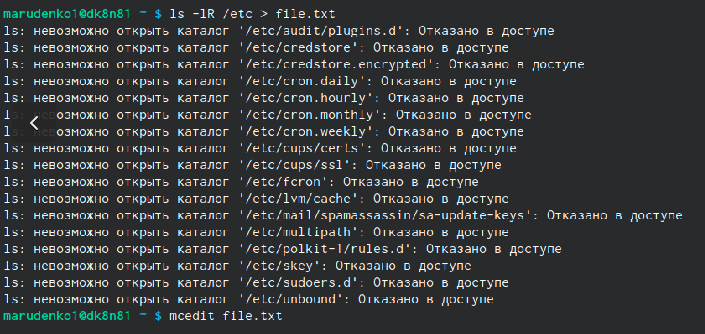 marudenko1@dk8n81 ~ $ ls -lR /etc > file.txt
ls: невозможно открыть каталог '/etc/audit/plugins.d': Отказано в доступе
ls: невозможно открыть каталог '/etc/credstore': Отказано в доступе
ls: невозможно открыть каталог '/etc/credstore.encrypted': Отказано в доступе
ls: невозможно открыть каталог '/etc/cron.daily': Отказано в доступе
ls: невозможно открыть каталог '/etc/cron.hourly': Отказано в доступе
ls: невозможно открыть каталог '/etc/cron.monthly': Отказано в доступе
ls: невозможно открыть каталог '/etc/cron.weekly': Отказано в доступе
ls: невозможно открыть каталог '/etc/cups/certs': Отказано в доступе
ls: невозможно открыть каталог '/etc/cups/ssl': Отказано в доступе
ls: невозможно открыть каталог '/etc/fcron': Отказано в доступе
ls: невозможно открыть каталог '/etc/lvm/cache': Отказано в доступе
ls: невозможно открыть каталог '/etc/mail/spamassassin/sa-update-keys': Отказано в доступе
ls: невозможно открыть каталог '/etc/multipath': Отказано в доступе
ls: невозможно открыть каталог '/etc/polkit-1/rules.d': Отказано в доступе
ls: невозможно открыть каталог '/etc/skey': Отказано в доступе
ls: невозможно открыть каталог '/etc/sudoers.d': Отказано в доступе
ls: невозможно открыть каталог '/etc/unbound': Отказано в доступе
marudenko1@dk8n81 ~ $ mcedit file.txt